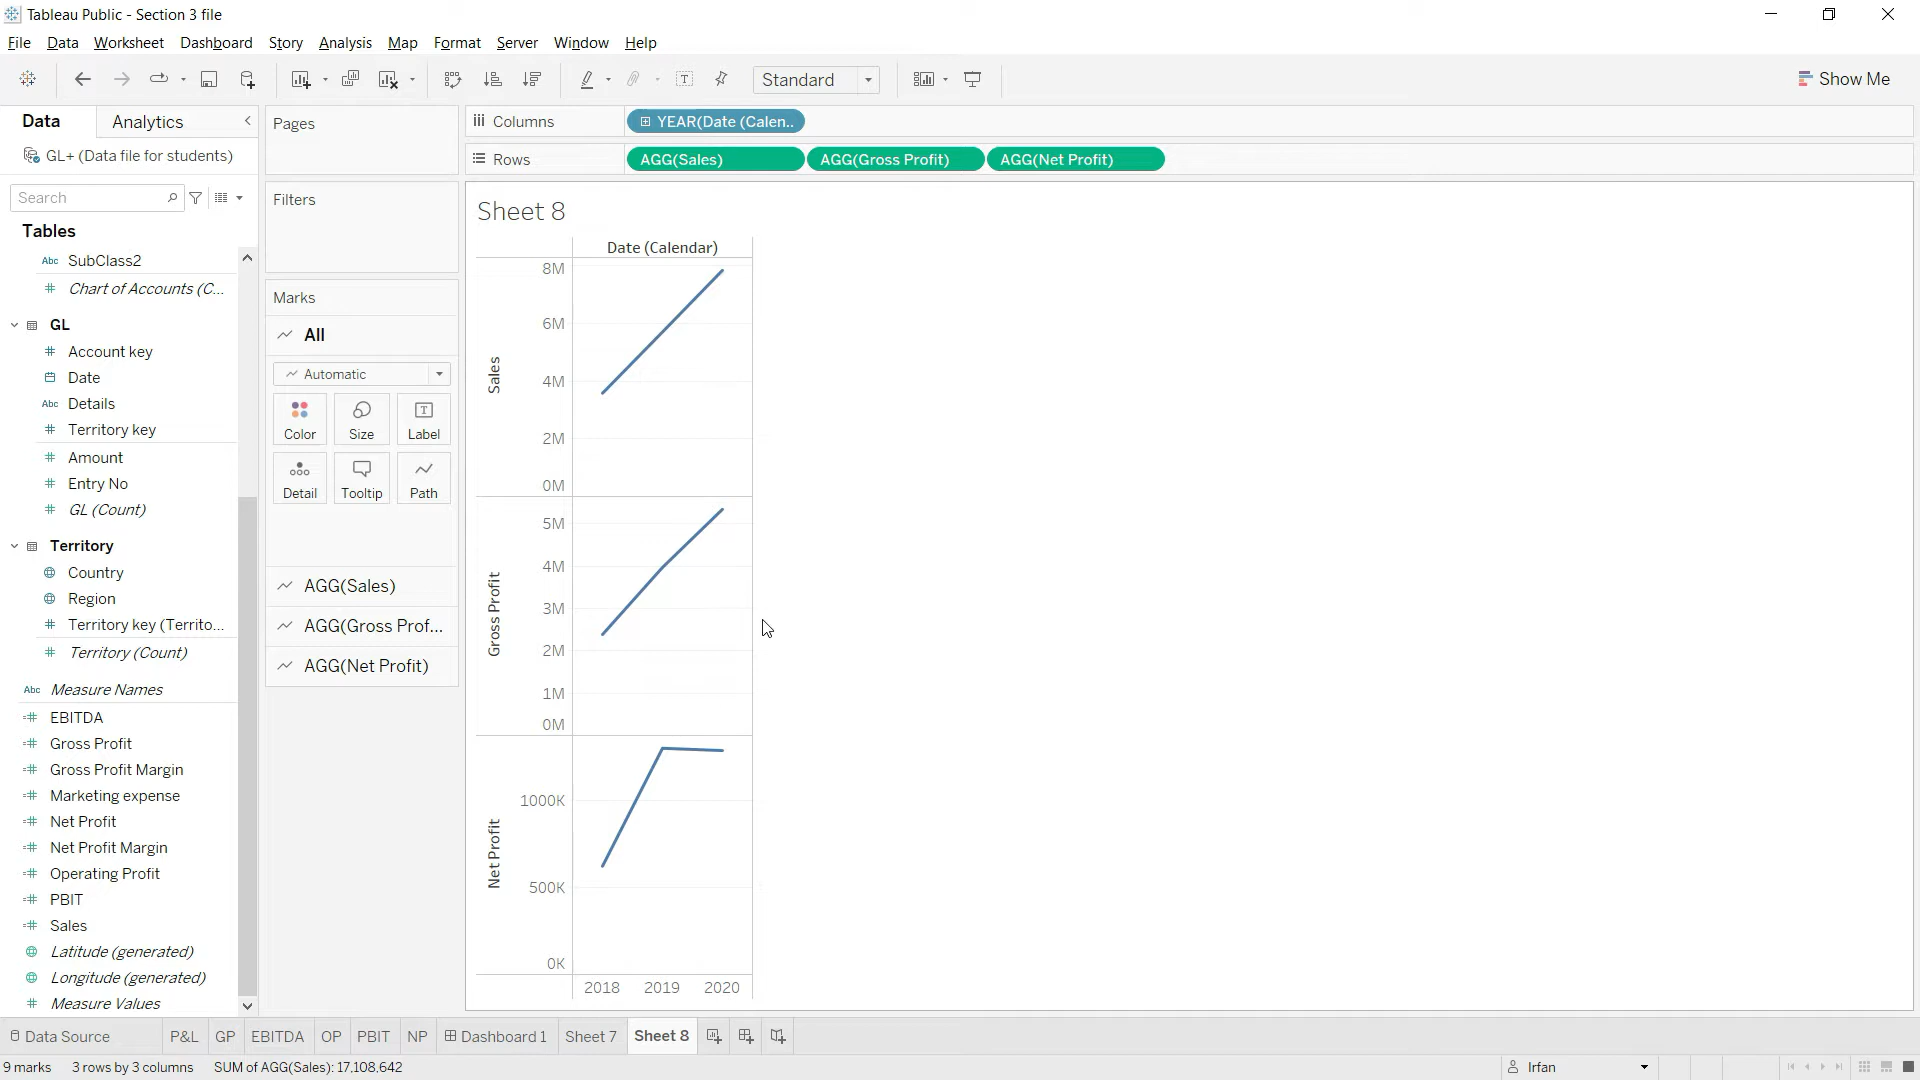 Tableau Public - Section 3 file
File Data Worksheet Dashboard Story Analysis Map Format Server Window Help
Standard
Show Me
Data Analytics
GL+ (Data file for students)
Search
Tables
SubClass2
Chart of Accounts (C...
GL
Account key
Date
Details
Territory key
Amount
Entry No
GL (Count)
Territory
Country
Region
Territory key (Territo...
Territory (Count)
Measure Names
EBITDA
Gross Profit
Gross Profit Margin
Marketing expense
Net Profit
Net Profit Margin
Operating Profit
PBIT
Sales
Latitude (generated)
Longitude (generated)
Measure Values
Pages
Filters
Marks
All
Automatic
Color Size Label
Detail Tooltip Path
AGG(Sales)
AGG(Gross Prof...
AGG(Net Profit)
Columns YEAR(Date (Calen..
Rows AGG(Sales) AGG(Gross Profit) AGG(Net Profit)
Sheet 8
Date (Calendar)
Sales
8M
6M
4M
2M
0M
Gross Profit
5M
4M
3M
2M
1M
0M
Net Profit
1000K
500K
0K
2018 2019 2020
Data Source P&L GP EBITDA OP PBIT NP Dashboard 1 Sheet 7 Sheet 8
9 marks 3 rows by 3 columns SUM of AGG(Sales): 17,108,642 Irfan